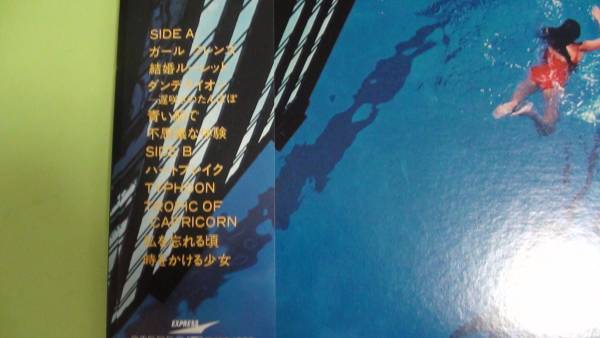 SIDE A
ガール フレンズ
結婚ルーレット
ダンデライオン
〜遅咲きのたんぽぽ
青い鳥で
不思議な体験
SIDE B
ハートブレイク
TYPHOON
TROPIC OF
CAPRICORN
私を忘れる頃
時をかける少女
EXPRESS